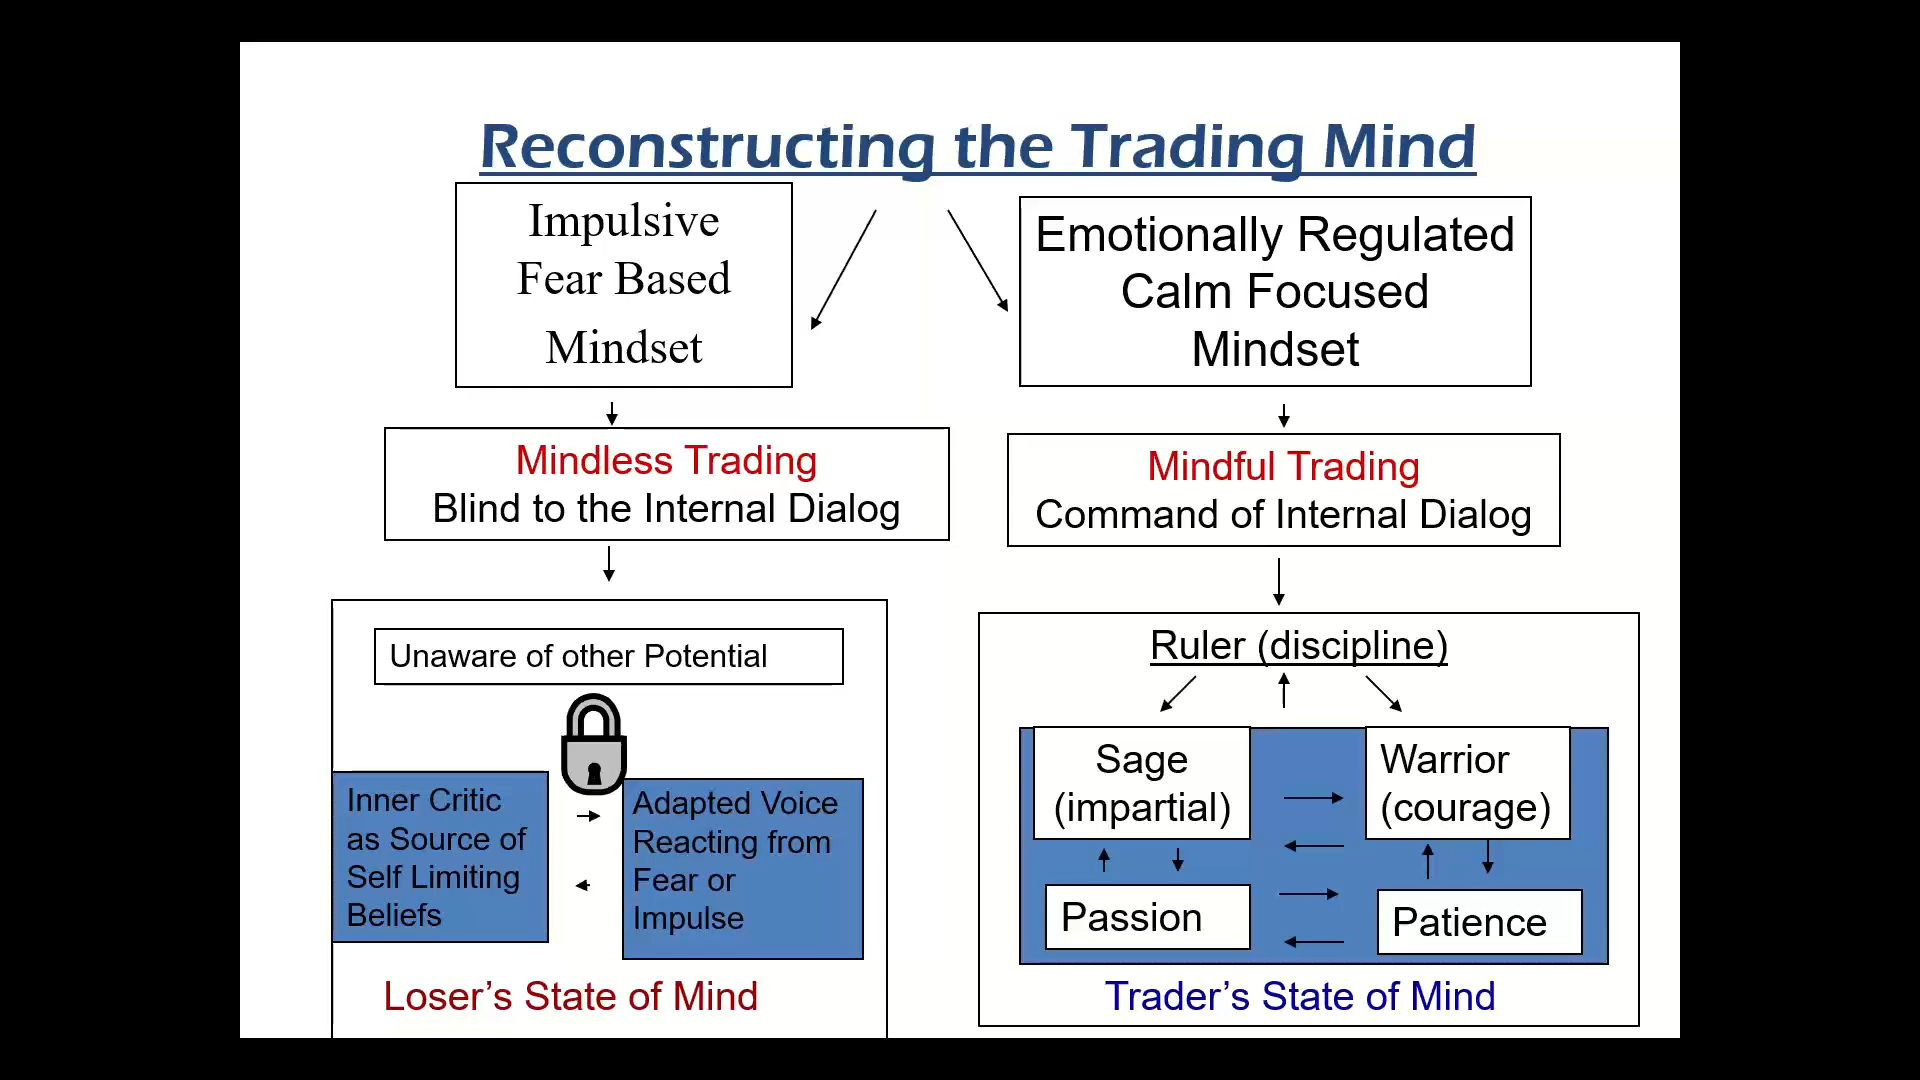 Reconstructing the Trading Mind
Impulsive
Fear Based
Mindset
Emotionally Regulated
Calm Focused
Mindset
Mindless Trading
Blind to the Internal Dialog
Mindful Trading
Command of Internal Dialog
Unaware of other Potential
Inner Critic
as Source of
Self Limiting
Beliefs
Adapted Voice
Reacting from
Fear or
Impulse
Loser’s State of Mind
Ruler (discipline)
Sage
(impartial)
Warrior
(courage)
Passion
Patience
Trader’s State of Mind